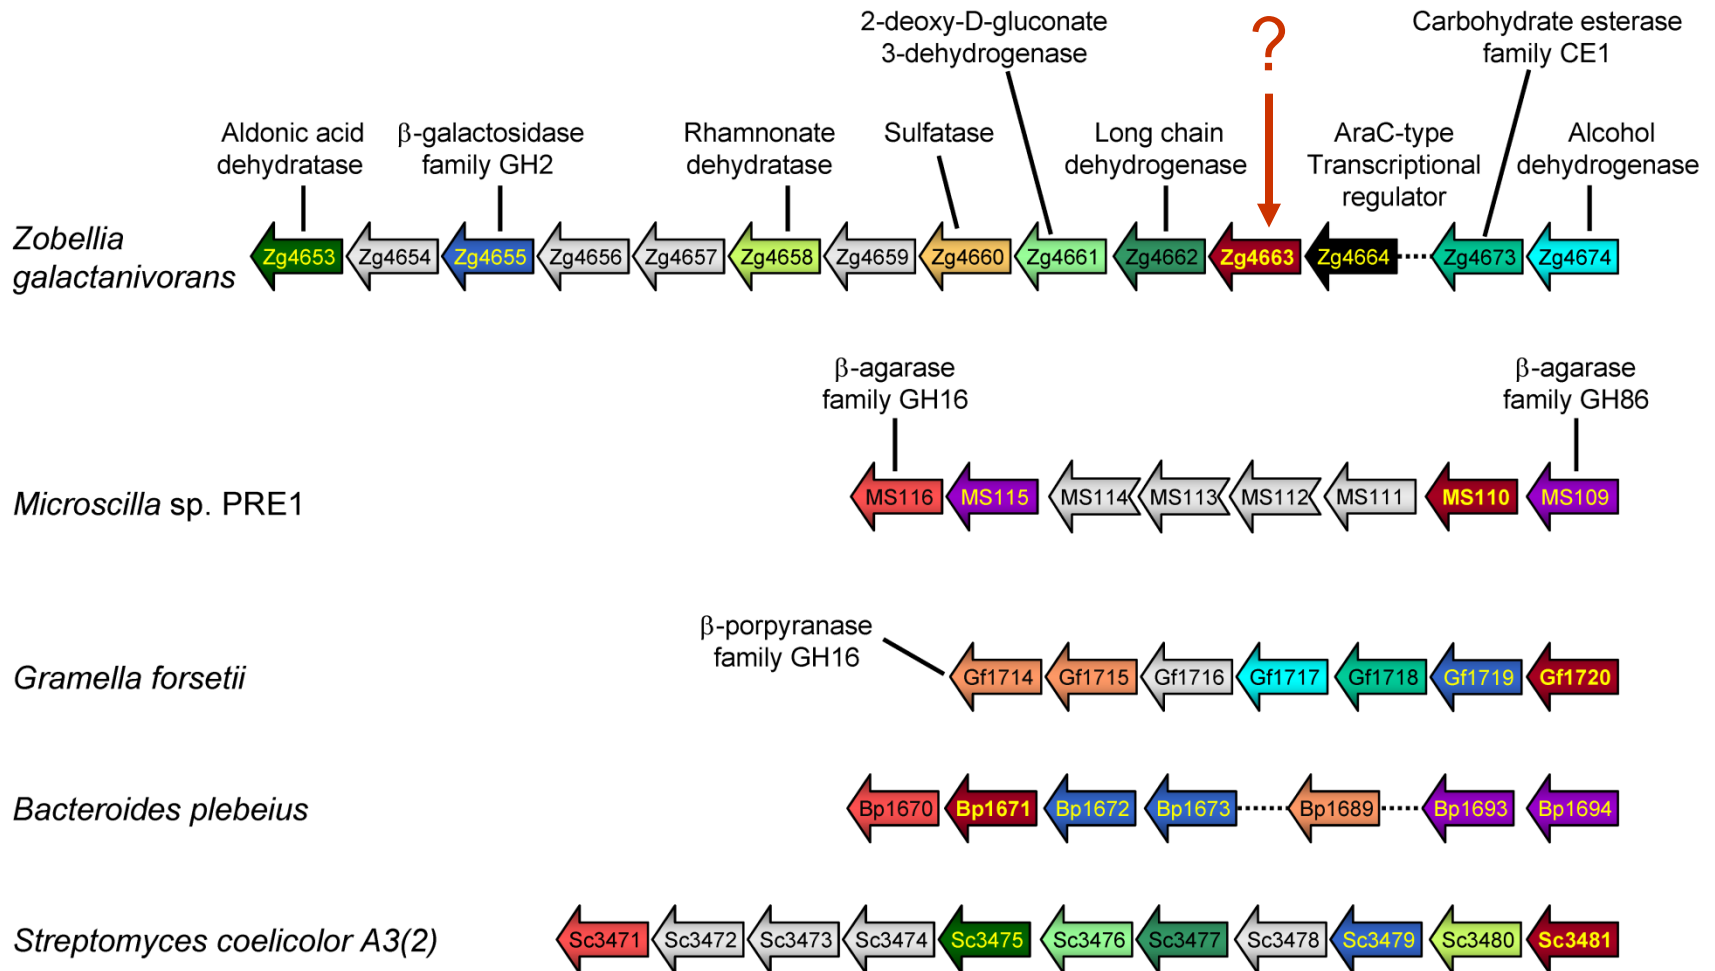 2-deoxy-D-gluconate
3-dehydrogenase
?
Carbohydrate esterase
family CE1
Aldonic acid
dehydratase
β-galactosidase
family GH2
Rhamnonate
dehydratase
Sulfatase
Long chain
dehydrogenase
AraC-type
Transcriptional
regulator
Alcohol
dehydrogenase
Zobellia
galactanivorans
Zg4653 Zg4654 Zg4655 Zg4656 Zg4657 Zg4658 Zg4659 Zg4660 Zg4661 Zg4662 Zg4663 Zg4664 Zg4673 Zg4674
β-agarase
family GH16
β-agarase
family GH86
Microscilla sp. PRE1
MS116 MS115 MS114 MS113 MS112 MS111 MS110 MS109
β-porpyranase
family GH16
Gramella forsetii
Gf1714 Gf1715 Gf1716 Gf1717 Gf1718 Gf1719 Gf1720
Bacteroides plebeius
Bp1670 Bp1671 Bp1672 Bp1673 Bp1689 Bp1693 Bp1694
Streptomyces coelicolor A3(2)
Sc3471 Sc3472 Sc3473 Sc3474 Sc3475 Sc3476 Sc3477 Sc3478 Sc3479 Sc3480 Sc3481